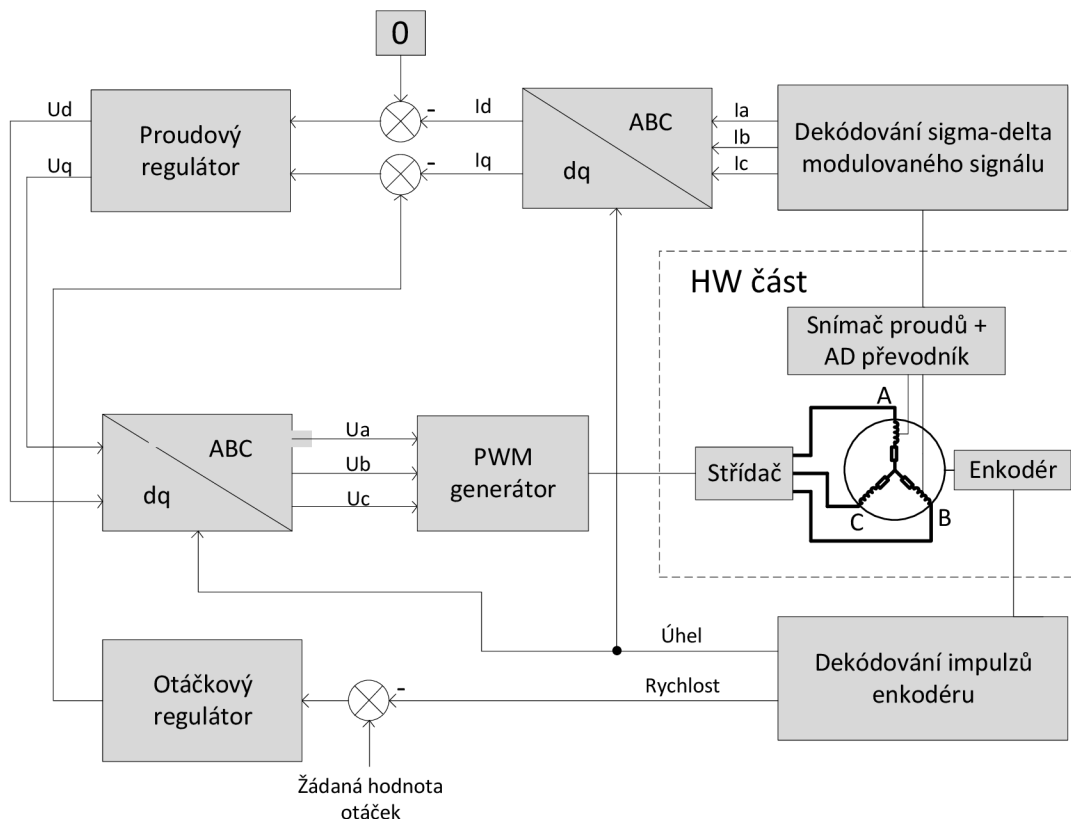 0
Ud
Uq
Proudový
regulátor
-
Id
-
Iq
ABC
dq
Ia
Ib
Ic
Dekódování sigma-delta
modulovaného signálu
HW část
Snímač proudů +
AD převodník
A
ABC
dq
Ua
Ub
Uc
PWM
generátor
Střídač
C
B
Enkodér
Úhel
Dekódování impulzů
enkodéru
Otáčkový
regulátor
-
Rychlost
Žádaná hodnota
otáček